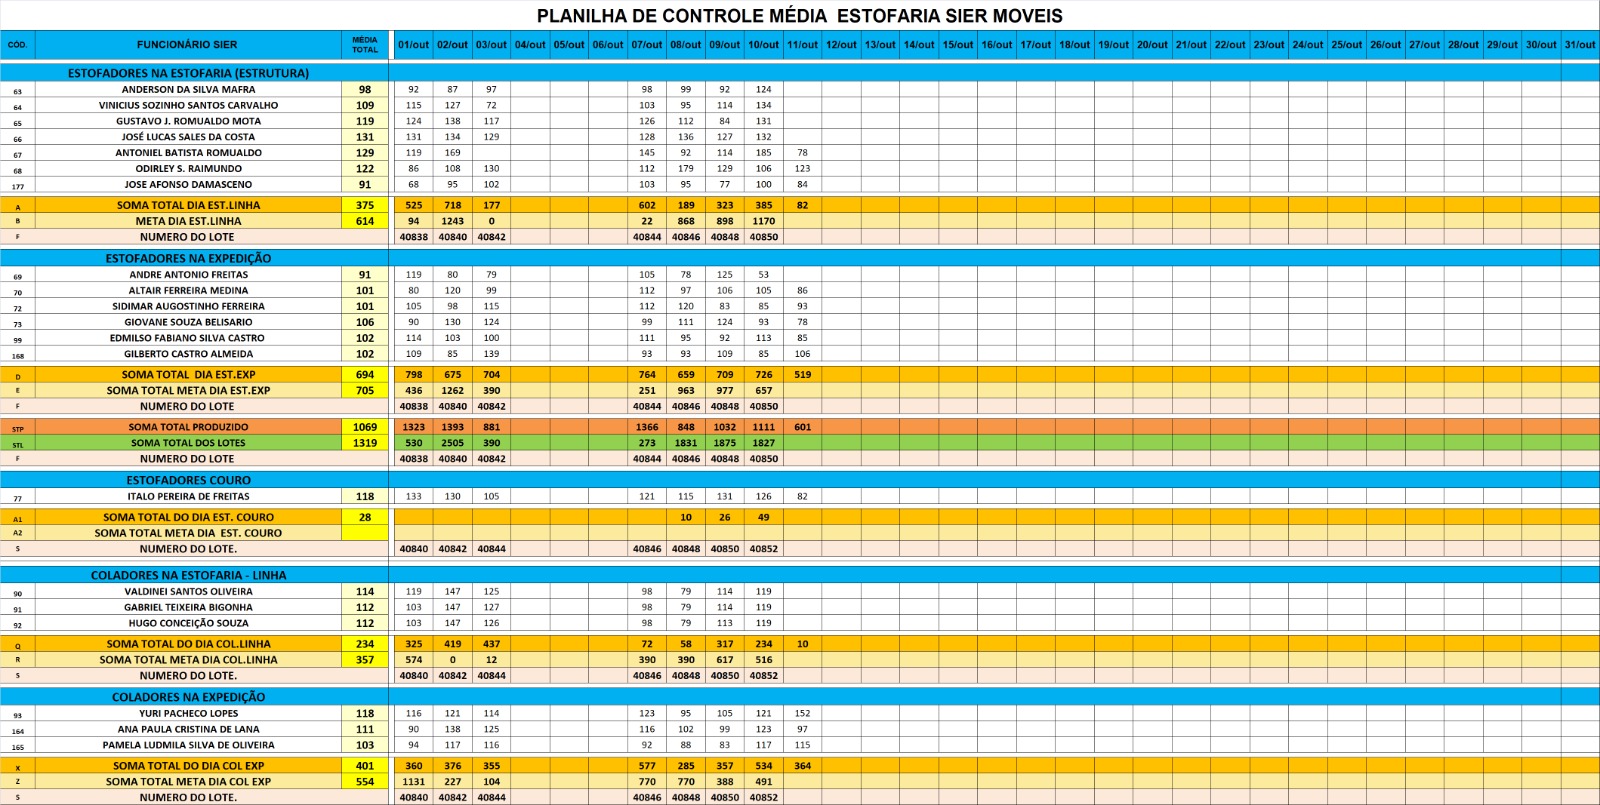 PLANILHA DE CONTROLE MÉDIA ESTOFARIA SIER MOVEIS
CÓD. FUNCIONÁRIO SIER MÉDIA TOTAL 01/out 02/out 03/out 04/out 05/out 06/out 07/out 08/out 09/out 10/out 11/out 12/out 13/out 14/out 15/out 16/out 17/out 18/out 19/out 20/out 21/out 22/out 23/out 24/out 25/out 26/out 27/out 28/out 29/out 30/out 31/out
ESTOFADORES NA ESTOFARIA (ESTRUTURA)
63 ANDERSON DA SILVA MAFRA 98 92 87 97 98 99 92 124
64 VINICIUS SOZINHO SANTOS CARVALHO 109 115 127 72 103 95 114 134
65 GUSTAVO J. ROMUALDO MOTA 119 124 138 117 126 112 84 131
66 JOSÉ LUCAS SALES DA COSTA 131 131 134 129 128 136 127 132
67 ANTONIEL BATISTA ROMUALDO 129 119 169 145 92 114 185 78
68 ODIRLEY S. RAIMUNDO 122 86 108 130 112 179 129 106 123
177 JOSE AFONSO DAMASCENO 91 68 95 102 103 95 77 100 84
A SOMA TOTAL DIA EST.LINHA 375 525 718 177 602 189 323 385 82
B META DIA EST.LINHA 614 94 1243 0 22 868 898 1170
F NUMERO DO LOTE 40838 40840 40842 40844 40846 40848 40850
ESTOFADORES NA EXPEDIÇÃO
69 ANDRE ANTONIO FREITAS 91 119 80 79 105 78 125 53
70 ALTAIR FERREIRA MEDINA 101 80 120 99 112 97 106 105 86
72 SIDIMAR AUGOSTINHO FERREIRA 101 105 98 115 112 120 83 85 93
73 GIOVANE SOUZA BELISARIO 106 90 130 124 99 111 124 93 78
99 EDMILSO FABIANO SILVA CASTRO 102 114 103 100 111 95 92 113 85
168 GILBERTO CASTRO ALMEIDA 102 109 85 139 93 93 109 85 106
D SOMA TOTAL DIA EST.EXP 694 798 675 704 764 659 709 726 519
E SOMA TOTAL META DIA EST.EXP 705 436 1262 390 251 963 977 657
F NUMERO DO LOTE 40838 40840 40842 40844 40846 40848 40850
STP SOMA TOTAL PRODUZIDO 1069 1323 1393 881 1366 848 1032 1111 601
STL SOMA TOTAL DOS LOTES 1319 530 2505 390 273 1831 1875 1827
F NUMERO DO LOTE 40838 40840 40842 40844 40846 40848 40850
ESTOFADORES COURO
77 ITALO PEREIRA DE FREITAS 118 133 130 105 121 115 131 126 82
A1 SOMA TOTAL DO DIA EST. COURO 28 10 26 49
A2 SOMA TOTAL META DIA EST. COURO
S NUMERO DO LOTE. 40840 40842 40844 40846 40848 40850 40852
COLADORES NA ESTOFARIA - LINHA
90 VALDINEI SANTOS OLIVEIRA 114 119 147 125 98 79 114 119
91 GABRIEL TEIXEIRA BIGONHA 112 103 147 127 98 79 114 119
92 HUGO CONCEIÇÃO SOUZA 112 103 147 126 98 79 113 119
Q SOMA TOTAL DO DIA COL.LINHA 234 325 419 437 72 58 317 234 10
R SOMA TOTAL META DIA COL.LINHA 357 574 0 12 390 390 617 516
S NUMERO DO LOTE. 40840 40842 40844 40846 40848 40850 40852
COLADORES NA EXPEDIÇÃO
93 YURI PACHECO LOPES 118 116 121 114 123 95 105 121 152
164 ANA PAULA CRISTINA DE LANA 111 90 138 125 116 102 99 123 97
165 PAMELA LUDMILA SILVA DE OLIVEIRA 103 94 117 116 92 88 83 117 115
X SOMA TOTAL DO DIA COL EXP 401 360 376 355 577 285 357 534 364
Z SOMA TOTAL META DIA COL EXP 554 1131 227 104 770 770 388 491
S NUMERO DO LOTE. 40840 40842 40844 40846 40848 40850 40852